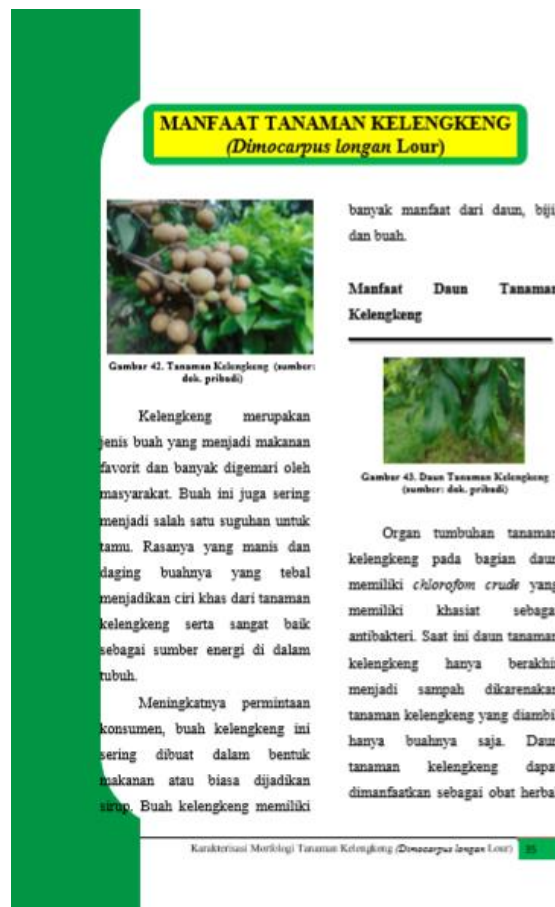 MANFAAT TANAMAN KELENGKENG
(Dimocarpus longan Lour)
Gambar 42. Tanaman Kelengkeng (sumber:
dok. pribadi)
Kelengkeng merupakan
jenis buah yang menjadi makanan
favorit dan banyak digemari oleh
masyarakat. Buah ini juga sering
menjadi salah satu suguhan untuk
tamu. Rasanya yang manis dan
daging buahnya yang tebal
menjadikan ciri khas dari tanaman
kelengkeng serta sangat baik
sebagai sumber energi di dalam
tubuh.
Meningkatnya permintaan
konsumen, buah kelengkeng ini
sering dibuat dalam bentuk
makanan atau biasa dijadikan
sirup. Buah kelengkeng memiliki
banyak manfaat dari daun, biji
dan buah.
Manfaat Daun Tanaman
Kelengkeng
Gambar 43. Daun Tanaman Kelengkeng
(sumber: dok. pribadi)
Organ tumbuhan tanaman
kelengkeng pada bagian daun
memiliki chlorofom crude yang
memiliki khasiat sebagai
antibakteri. Saat ini daun tanaman
kelengkeng hanya berakhir
menjadi sampah dikarenakan
tanaman kelengkeng yang diambil
hanya buahnya saja. Daun
tanaman kelengkeng dapat
dimanfaatkan sebagai obat herbal
Karakterisasi Morfologi Tanaman Kelengkeng (Dimocarpus longan Lour) 35